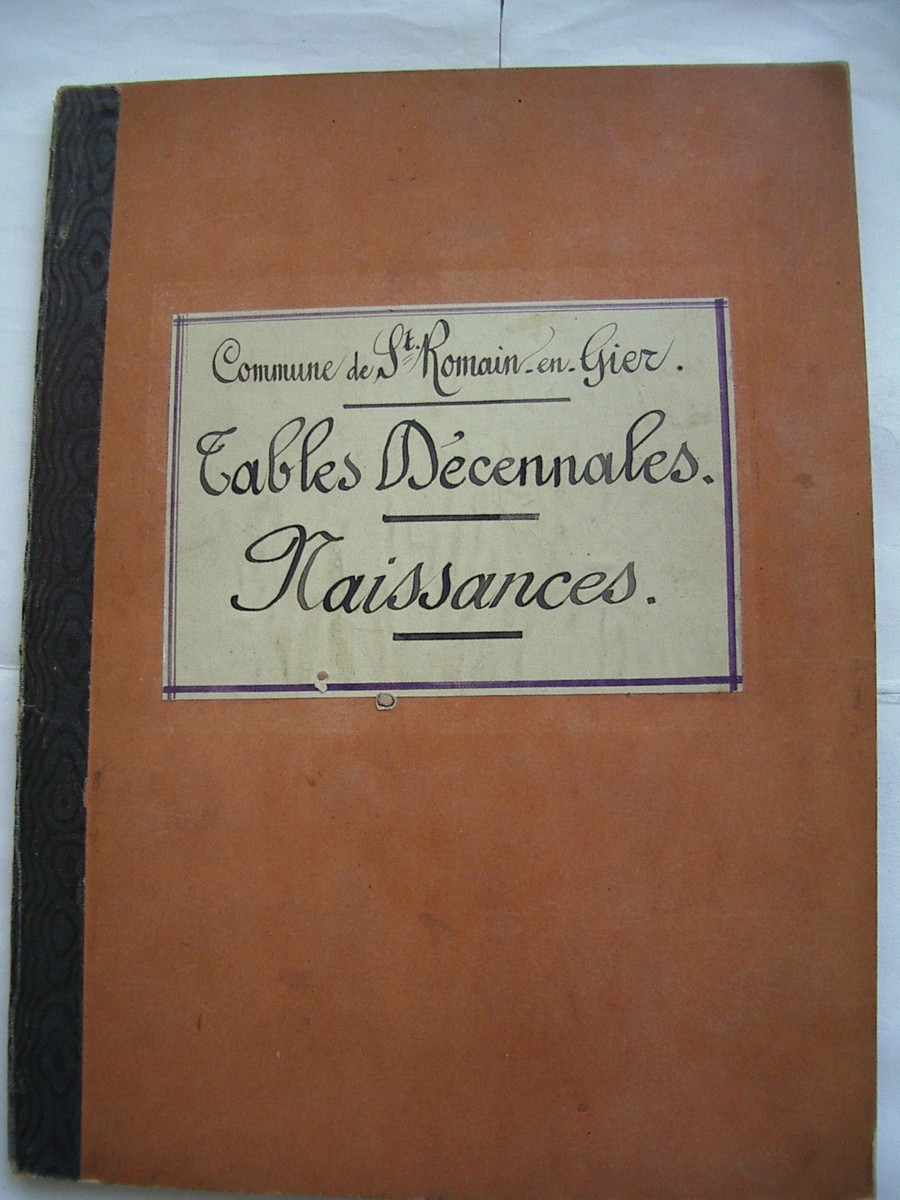 Commune de St. Romain-en-Gier.
Tables Décennales.
Naissances.